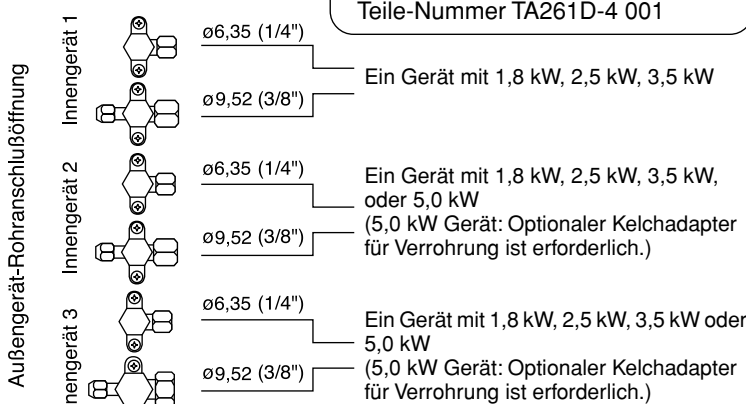 Teile-Nummer TA261D-4 001
Außengerät-Rohranschlußöffnung
Innengerät 1
ø6,35 (1/4")
ø9,52 (3/8")
Ein Gerät mit 1,8 kW, 2,5 kW, 3,5 kW
Innengerät 2
ø6,35 (1/4")
ø9,52 (3/8")
Ein Gerät mit 1,8 kW, 2,5 kW, 3,5 kW,
oder 5,0 kW
(5,0 kW Gerät: Optionaler Kelchadapter
für Verrohrung ist erforderlich.)
nengerät 3
ø6,35 (1/4")
ø9,52 (3/8")
Ein Gerät mit 1,8 kW, 2,5 kW, 3,5 kW oder
5,0 kW
(5,0 kW Gerät: Optionaler Kelchadapter
für Verrohrung ist erforderlich.)